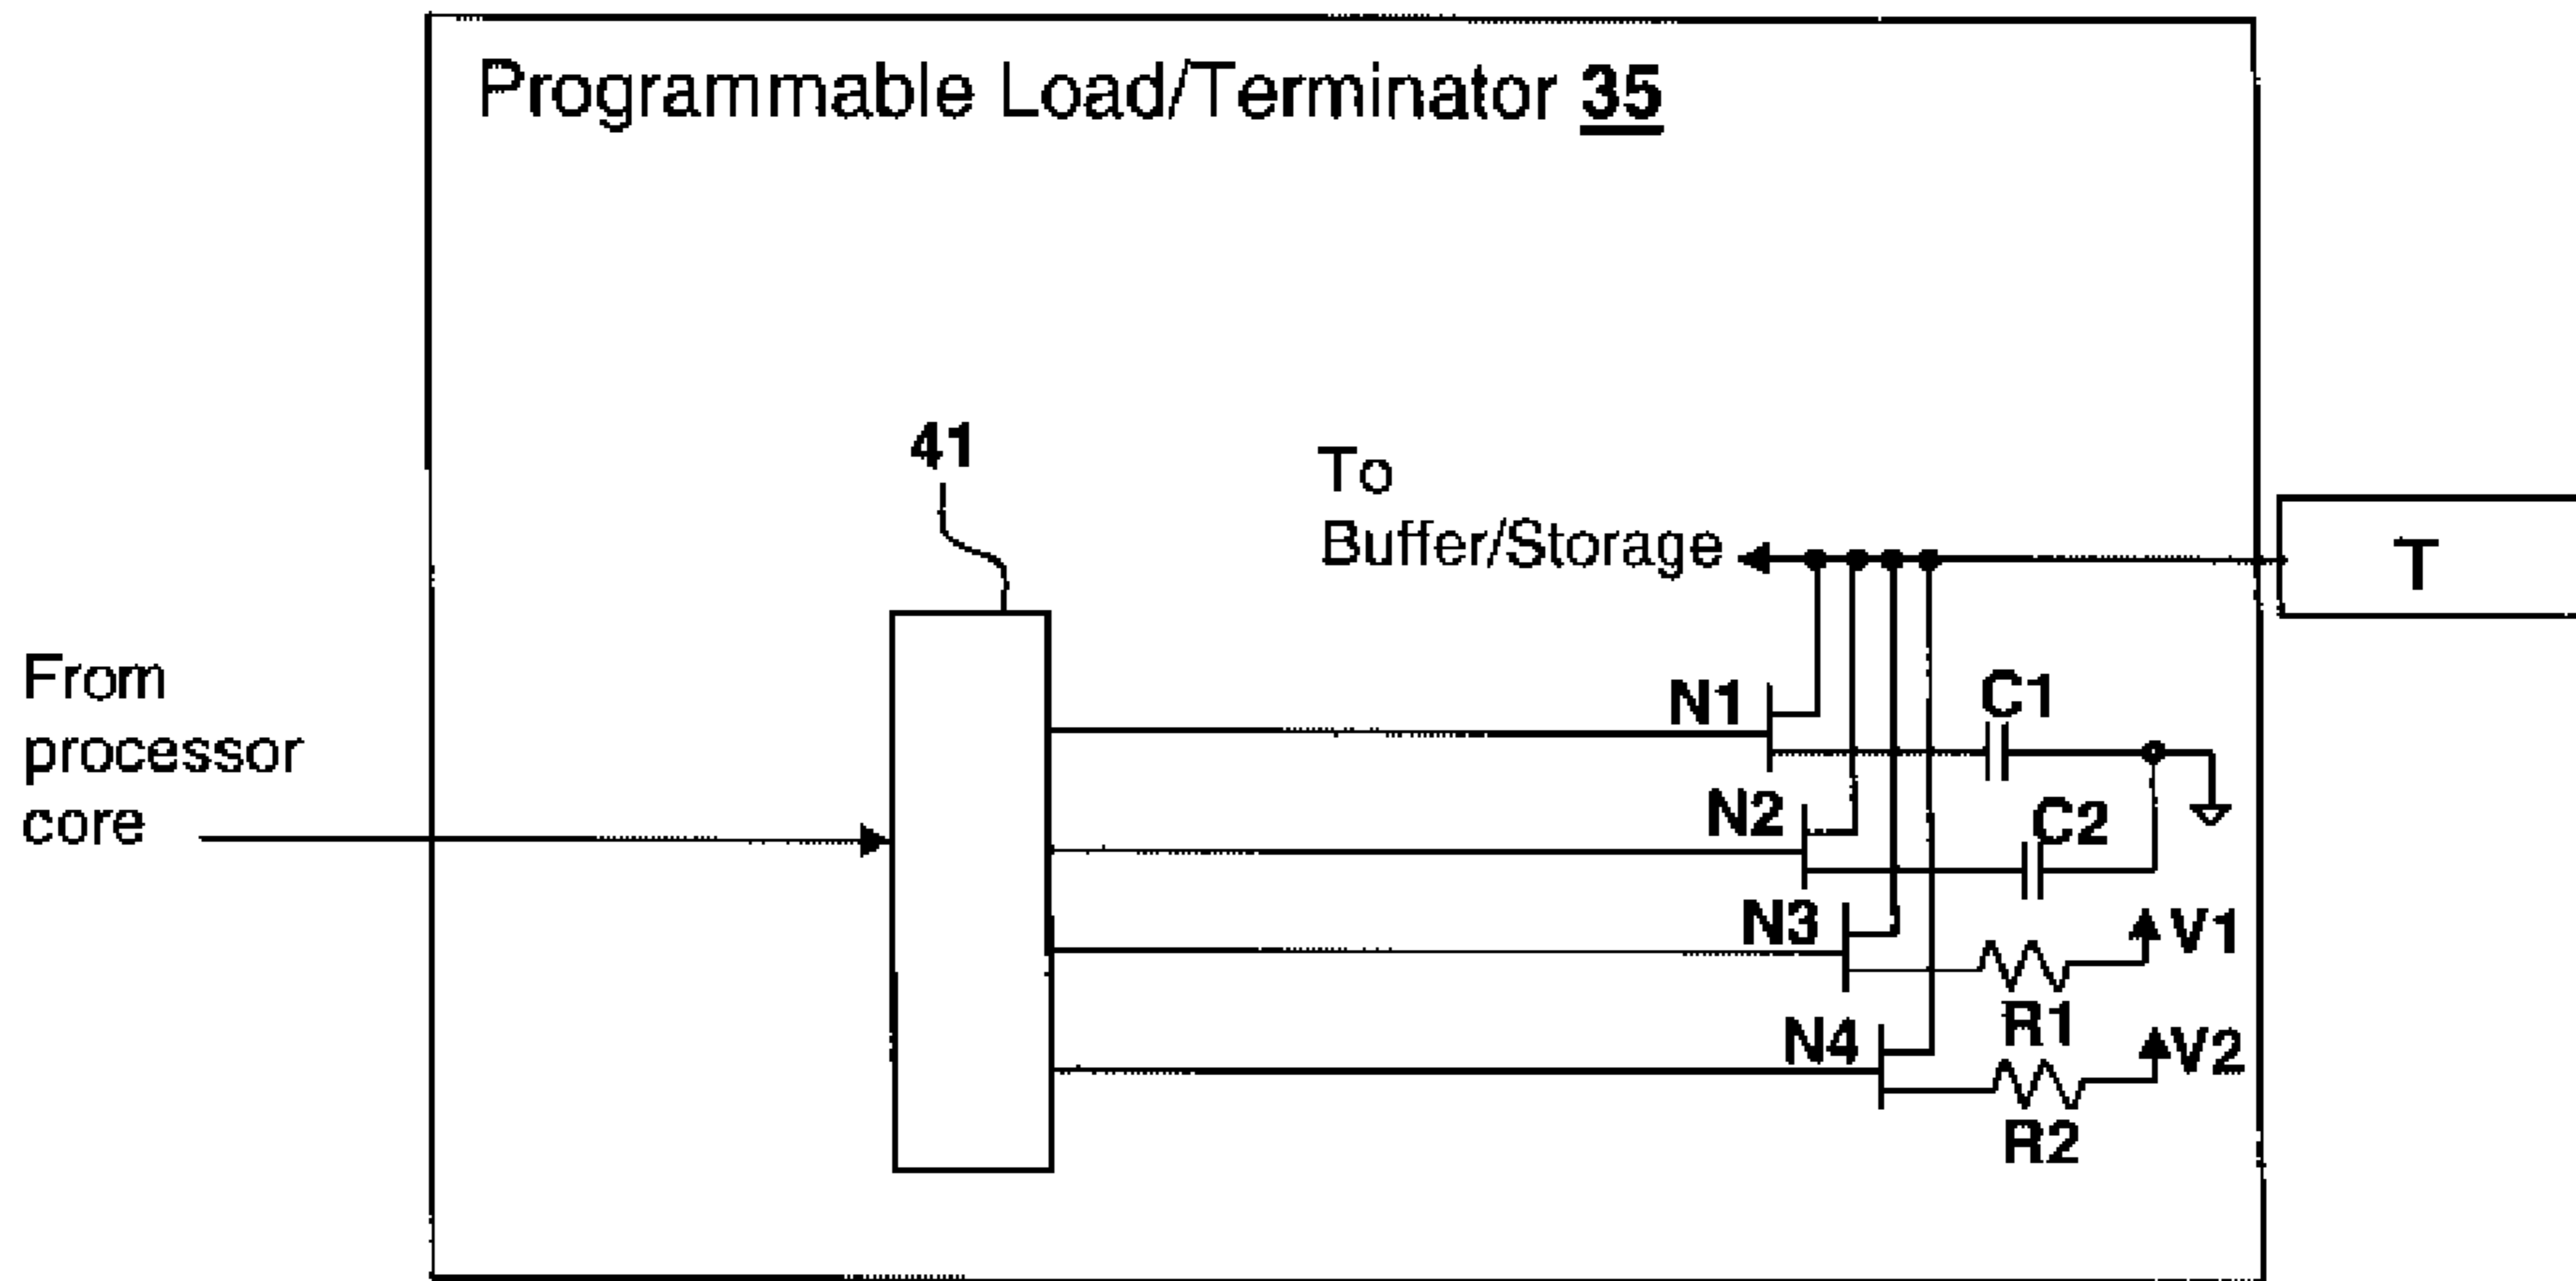 Programmable Load/Terminator 35
41
To
Buffer/Storage
T
From
processor
core
N1
C1
N2
C2
N3
V1
R1
N4
V2
R2